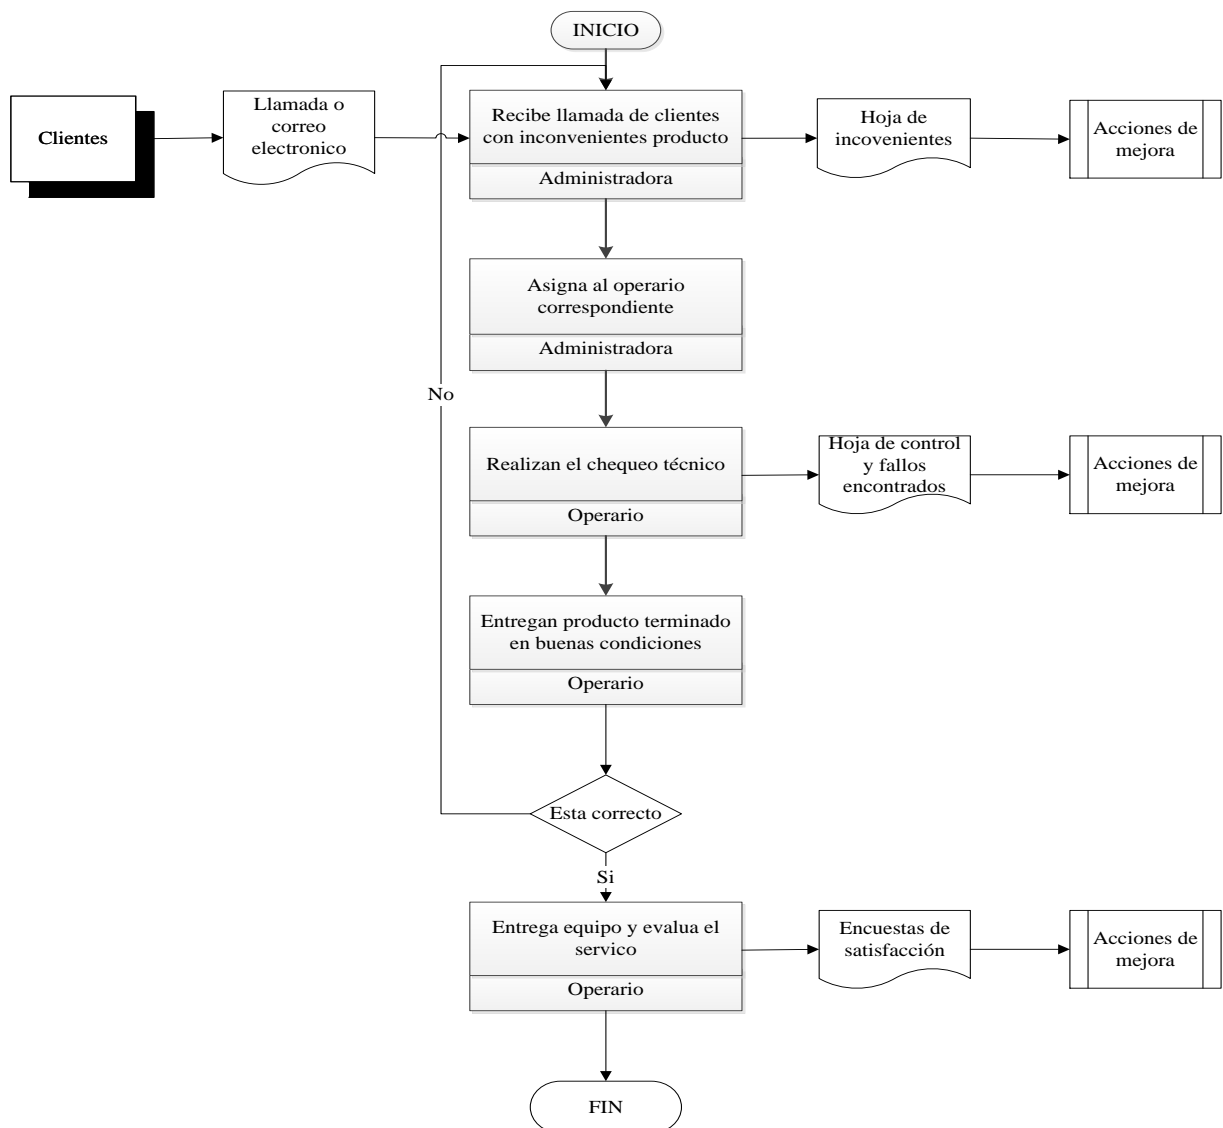 INICIO
Clientes
Llamada o
correo
electronico
Recibe llamada de clientes
con inconvenientes producto
Administradora
Hoja de
incovenientes
Acciones de
mejora
Asigna al operario
correspondiente
Administradora
No
Realizan el chequeo técnico
Operario
Hoja de control
y fallos
encontrados
Acciones de
mejora
Entregan producto terminado
en buenas condiciones
Operario
Esta correcto
Si
Entrega equipo y evalua el
servico
Operario
Encuestas de
satisfacción
Acciones de
mejora
FIN